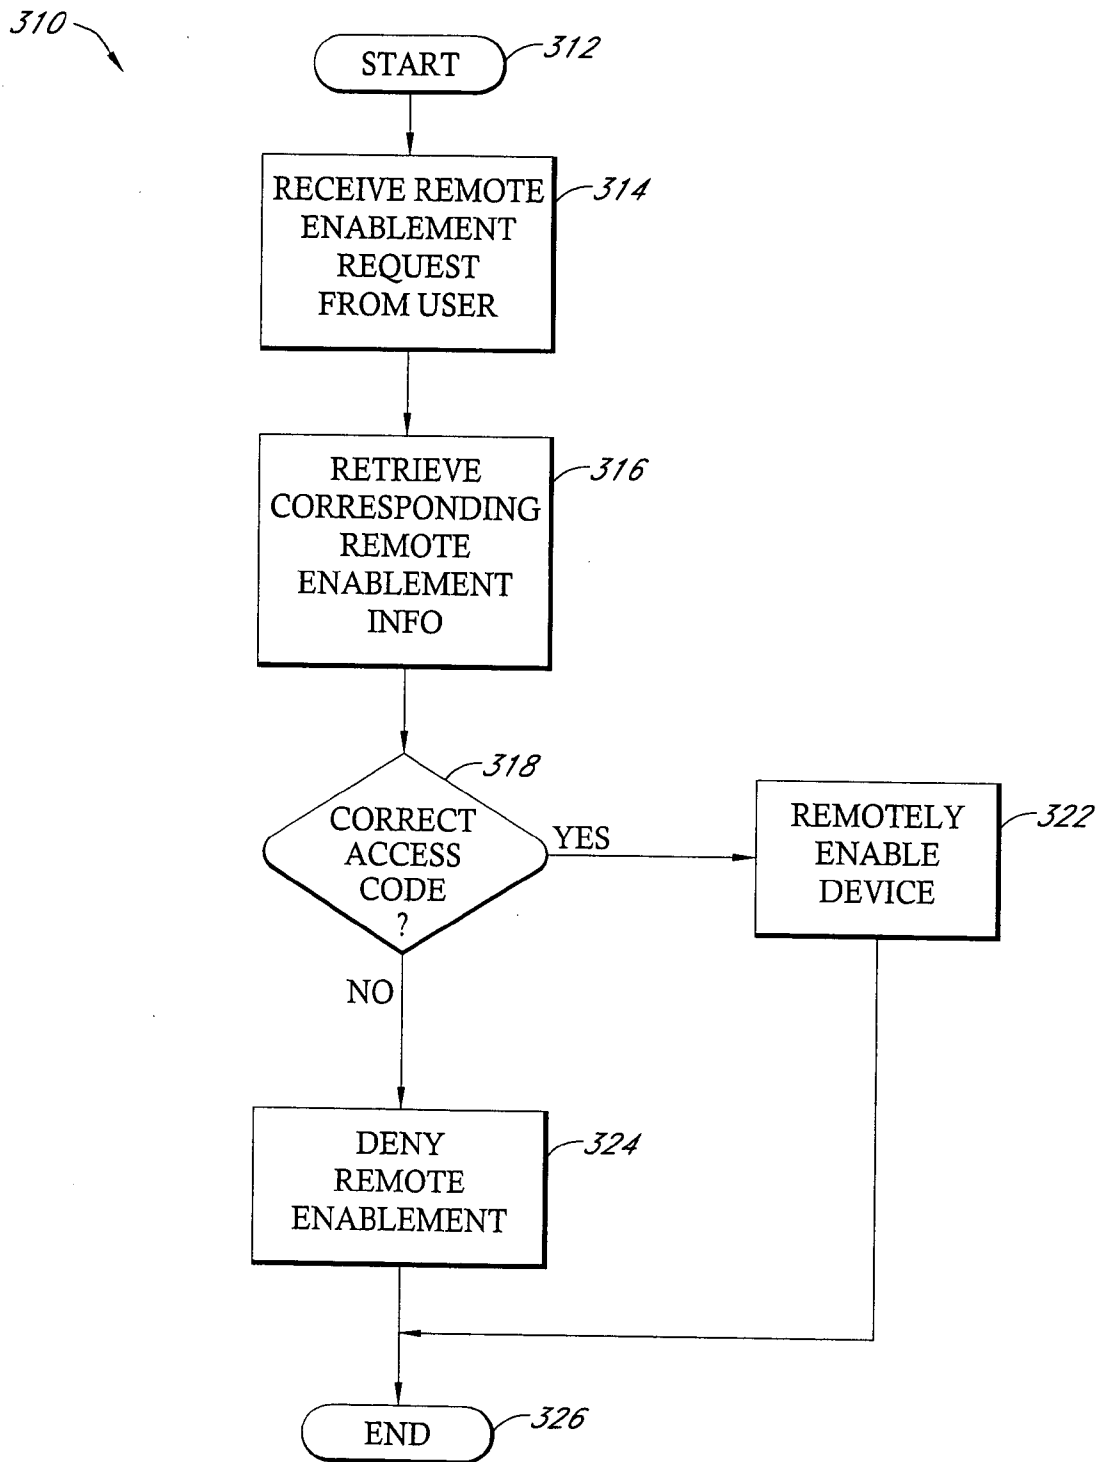 310
START
312
RECEIVE REMOTE
ENABLEMENT
REQUEST
FROM USER
314
RETRIEVE
CORRESPONDING
REMOTE
ENABLEMENT
INFO
316
318
CORRECT
ACCESS
CODE
?
YES
REMOTELY
ENABLE
DEVICE
322
NO
DENY
REMOTE
ENABLEMENT
324
END
326